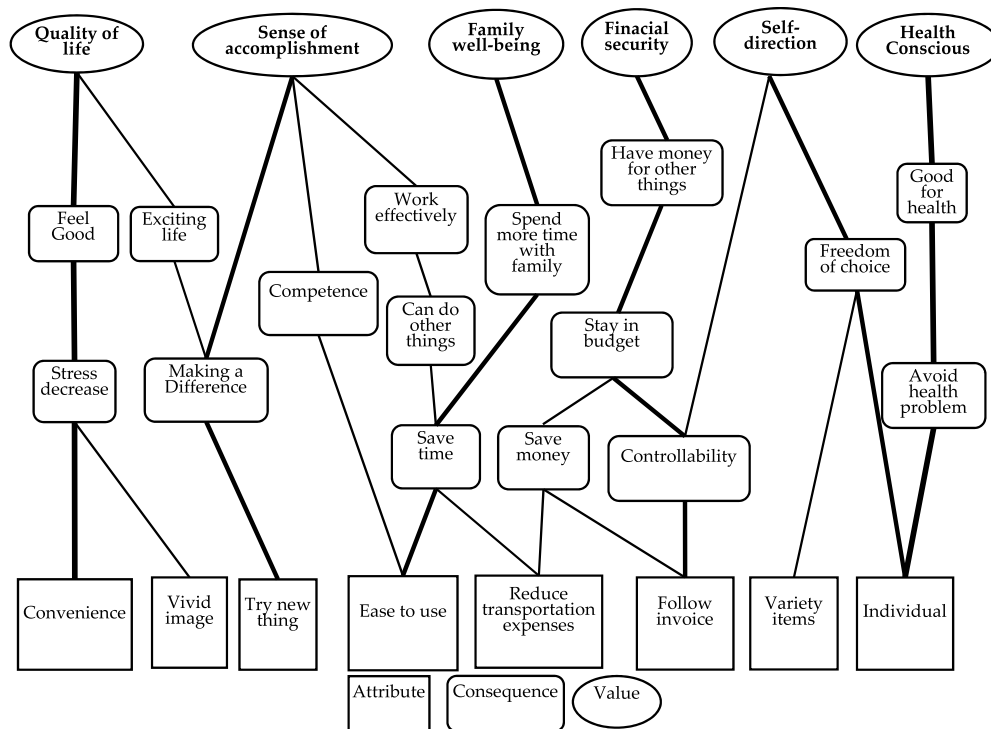 Quality of
life
Sense of
accomplishment
Family
well-being
Finacial
security
Self-
direction
Health
Conscious
Have money
for other
things
Good
for
health
Work
effectively
Feel
Good
Exciting
life
Spend
more time
with
family
Freedom
of choice
Competence
Can do
other
things
Stay in
budget
Stress
decrease
Making a
Difference
Avoid
health
problem
Save
time
Save
money
Controllability
Convenience
Vivid
image
Try new
thing
Ease to use
Reduce
transportation
expenses
Follow
invoice
Variety
items
Individual
Attribute
Consequence
Value